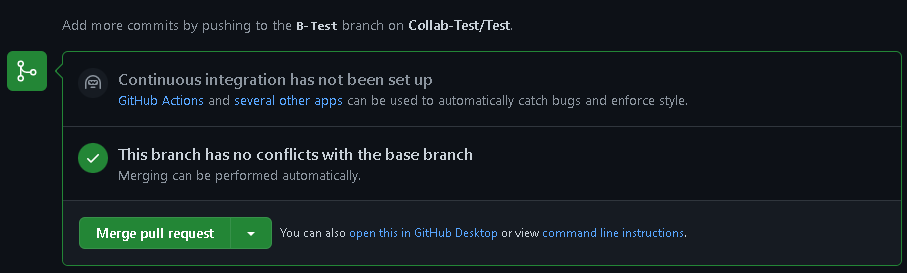 Add more commits by pushing to the B-Test branch on Collab-Test/Test.
Continuous integration has not been set up
GitHub Actions and several other apps can be used to automatically catch bugs and enforce style.
This branch has no conflicts with the base branch
Merging can be performed automatically.
Merge pull request
You can also open this in GitHub Desktop or view command line instructions.